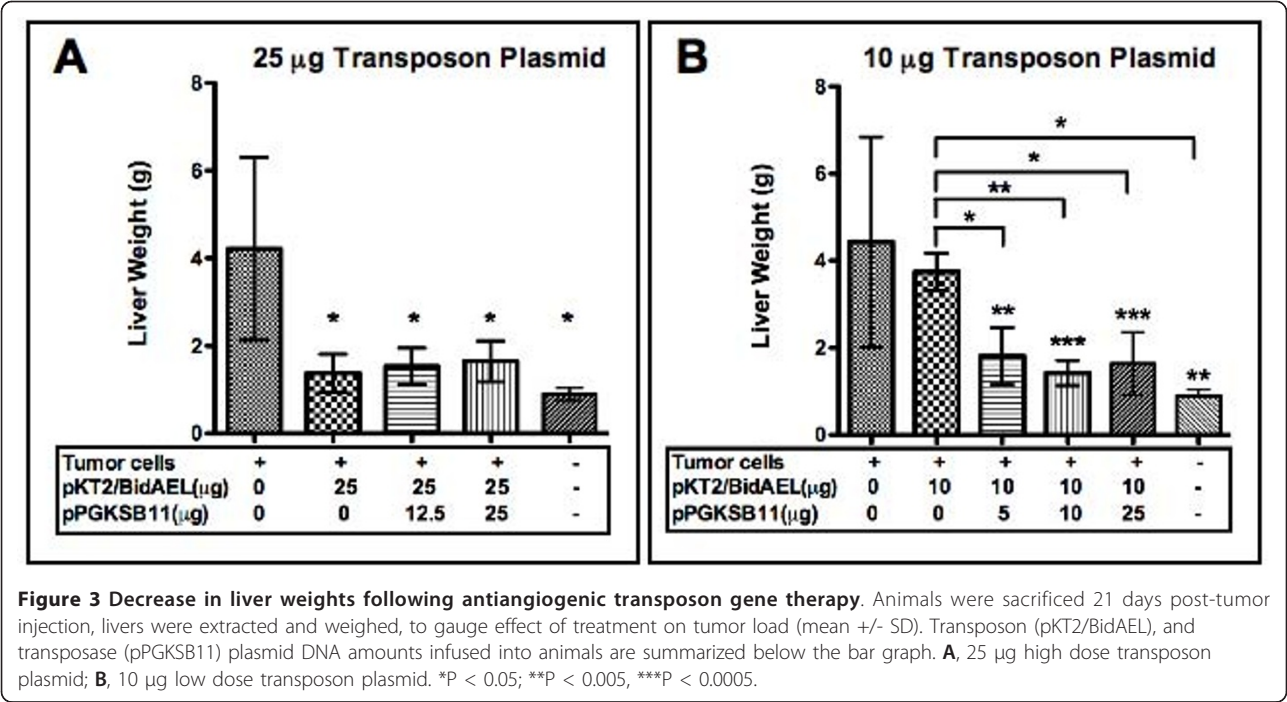 A
25 µg Transposon Plasmid
8
6
4
2
0
Liver Weight (g)
* * * *
Tumor cells + + + + -
pKT2/BidAEL(µg) 0 25 25 25 -
pPGKSB11(µg) 0 0 12.5 25 -
B
10 µg Transposon Plasmid
8
6
4
2
0
Liver Weight (g)
*
*
**
*
** *** *** **
Tumor cells + + + + + -
pKT2/BidAEL(µg) 0 10 10 10 10 -
pPGKSB11(µg) 0 0 5 10 25 -
Figure 3 Decrease in liver weights following antiangiogenic transposon gene therapy. Animals were sacrificed 21 days post-tumor
injection, livers were extracted and weighed, to gauge effect of treatment on tumor load (mean +/- SD). Transposon (pKT2/BidAEL), and
transposase (pPGKSB11) plasmid DNA amounts infused into animals are summarized below the bar graph. A, 25 µg high dose transposon
plasmid; B, 10 µg low dose transposon plasmid. *P < 0.05; **P < 0.005, ***P < 0.0005.